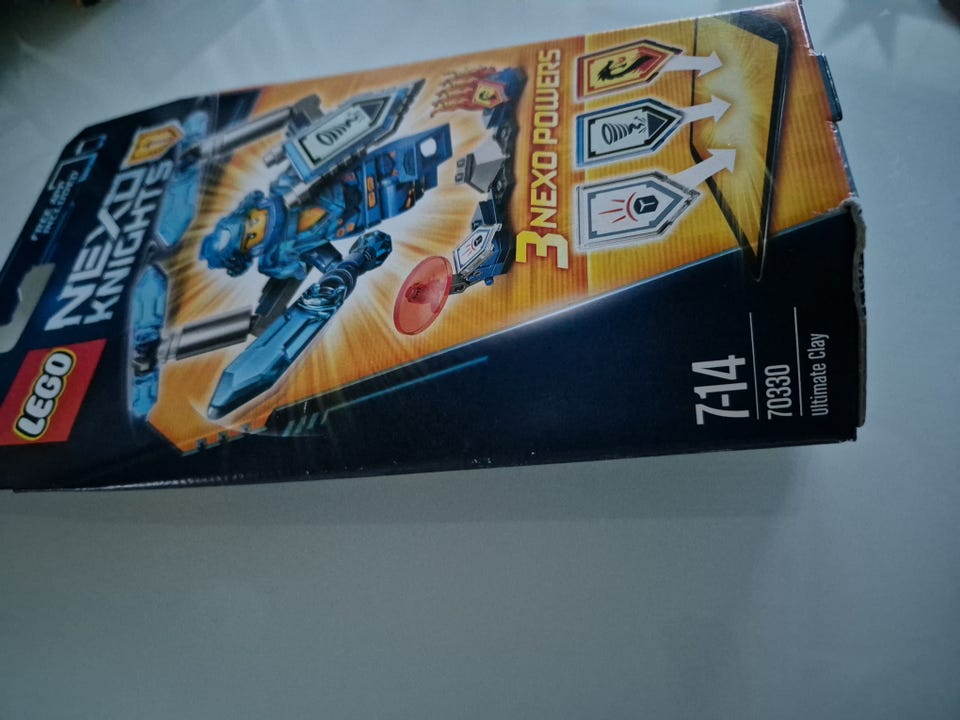 LEGO
NEXO
KNIGHTS
3 NEXO POWERS
7-14
70330
Ultimate Clay